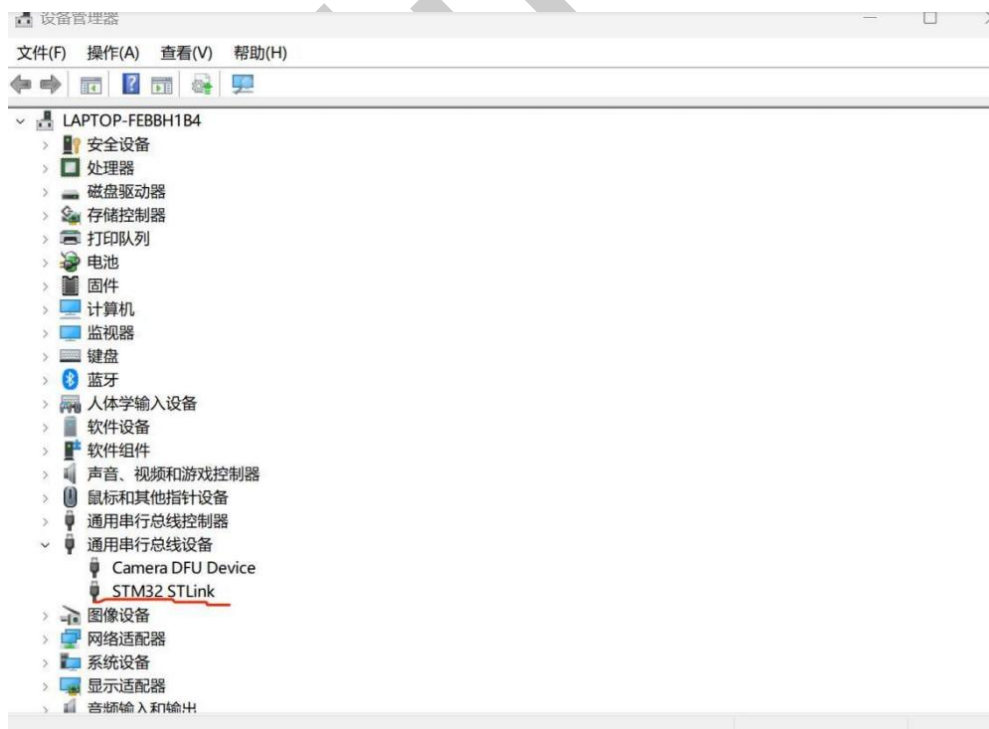 设备管理器
文件(F) 操作(A) 查看(V) 帮助(H)
LAPTOP-FEBBH1B4
安全设备
处理器
磁盘驱动器
存储控制器
打印队列
电池
固件
计算机
监视器
键盘
蓝牙
人体学输入设备
软件设备
软件组件
声音、视频和游戏控制器
鼠标和其他指针设备
通用串行总线控制器
通用串行总线设备
Camera DFU Device
STM32 STLink
图像设备
网络适配器
系统设备
显示适配器
音频输入和输出